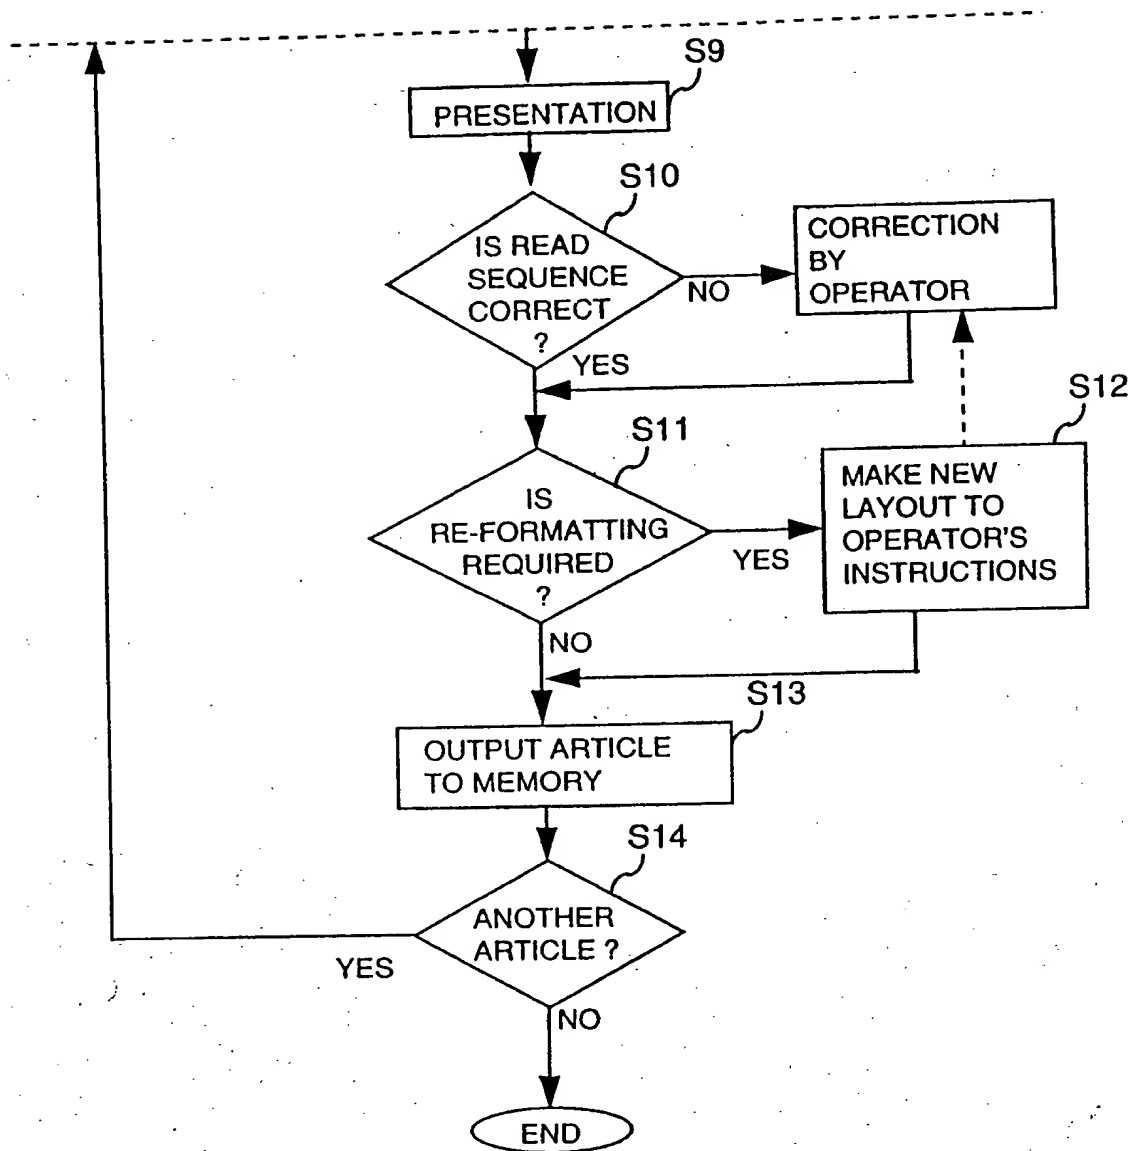 S9
PRESENTATION
S10
IS READ
SEQUENCE
CORRECT
?
NO
CORRECTION
BY
OPERATOR
YES
S11
IS
RE-FORMATTING
REQUIRED
?
YES
S12
MAKE NEW
LAYOUT TO
OPERATOR'S
INSTRUCTIONS
NO
S13
OUTPUT ARTICLE
TO MEMORY
S14
ANOTHER
ARTICLE ?
YES
NO
END